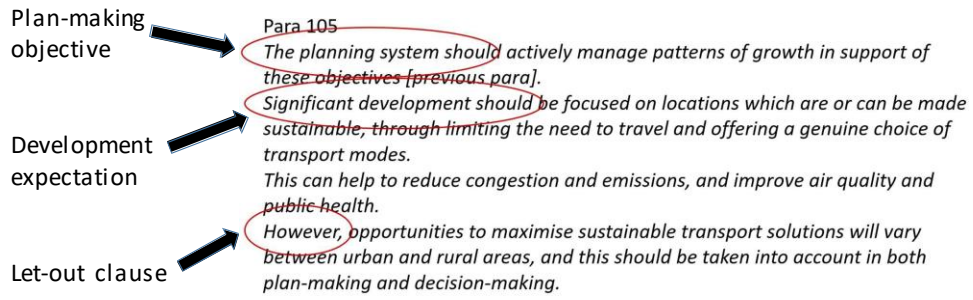 Plan-making
objective
Development
expectation
Let-out clause
Para 105
The planning system should actively manage patterns of growth in support of
these objectives [previous para].
Significant development should be focused on locations which are or can be made
sustainable, through limiting the need to travel and offering a genuine choice of
transport modes.
This can help to reduce congestion and emissions, and improve air quality and
public health.
However, opportunities to maximise sustainable transport solutions will vary
between urban and rural areas, and this should be taken into account in both
plan-making and decision-making.